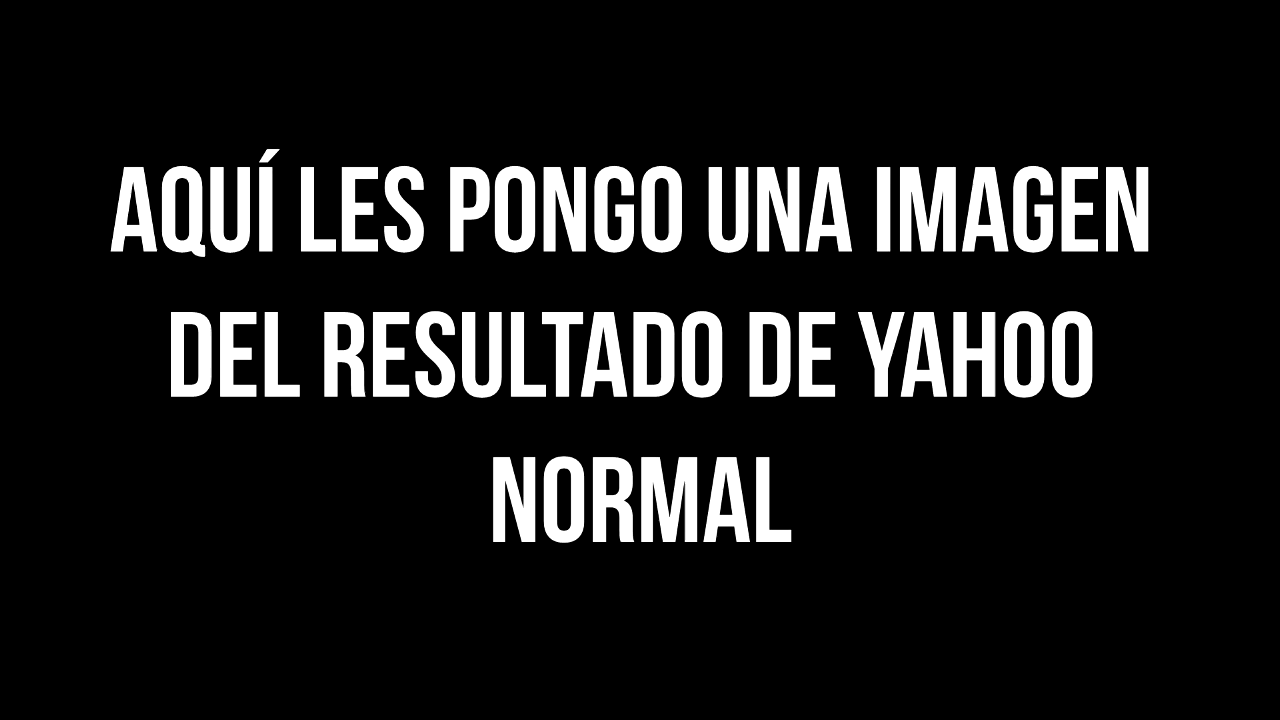 AQUÍ LES PONGO UNA IMAGEN
DEL RESULTADO DE YAHOO
NORMAL